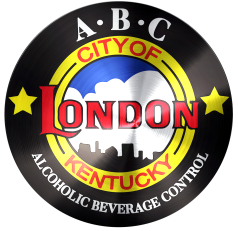 A·B·C
CITY OF
LONDON
KENTUCKY
ALCOHOLIC BEVERAGE CONTROL